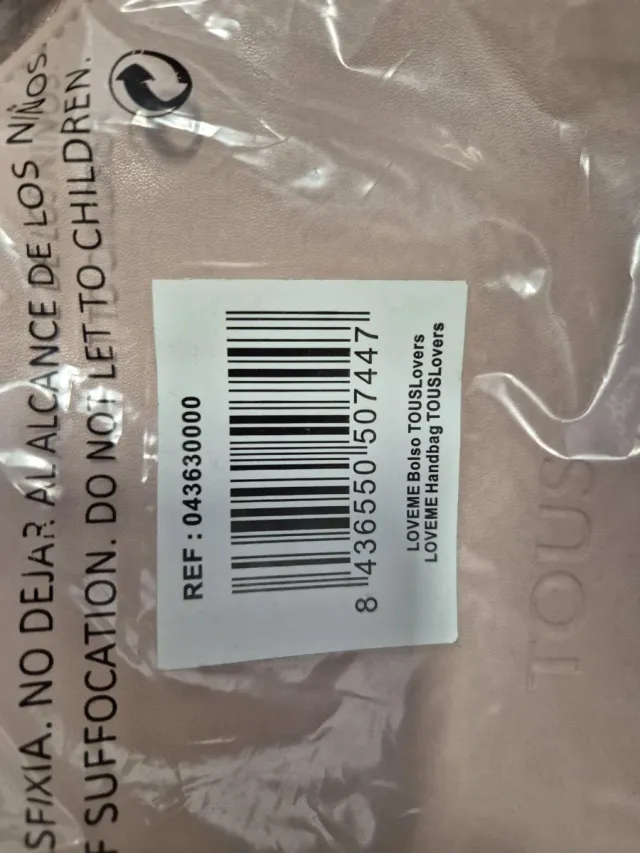 SFIXIA. NO DEJAR AL ALCANCE DE LOS NIÑOS.
F SUFFOCATION. DO NOT LET TO CHILDREN.
REF : 043630000
8 436550 507447
LOVEME Bolso TOUSLovers
LOVEME Handbag TOUSLovers
TOUS